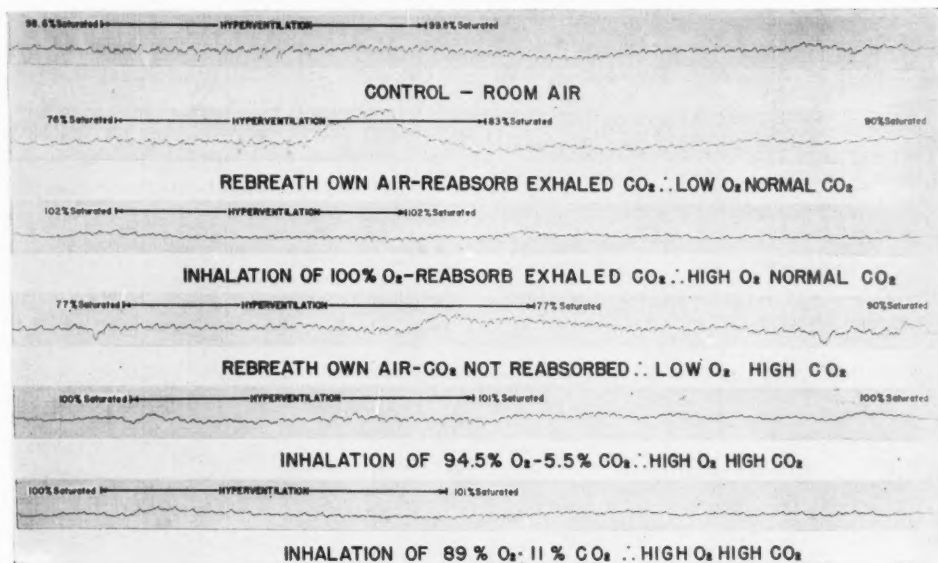 98.6%Saturated HYPERVENTILATION 99.8%Saturated
CONTROL – ROOM AIR
76%Saturated HYPERVENTILATION 83%Saturated 90%Saturated
REBREATH OWN AIR-REABSORB EXHALED CO₂∴LOW O₂ NORMAL CO₂
102%Saturated HYPERVENTILATION 102%Saturated
INHALATION OF 100% O₂-REABSORB EXHALED CO₂∴HIGH O₂ NORMAL CO₂
77%Saturated HYPERVENTILATION 77%Saturated 90%Saturated
REBREATH OWN AIR-CO₂ NOT REABSORBED∴ LOW O₂ HIGH CO₂
100%Saturated HYPERVENTILATION 101%Saturated 100%Saturated
INHALATION OF 94.5% O₂-5.5% CO₂∴HIGH O₂ HIGH CO₂
100%Saturated HYPERVENTILATION 101%Saturated
INHALATION OF 89% O₂-11% CO₂ ∴HIGH O₂ HIGH CO₂